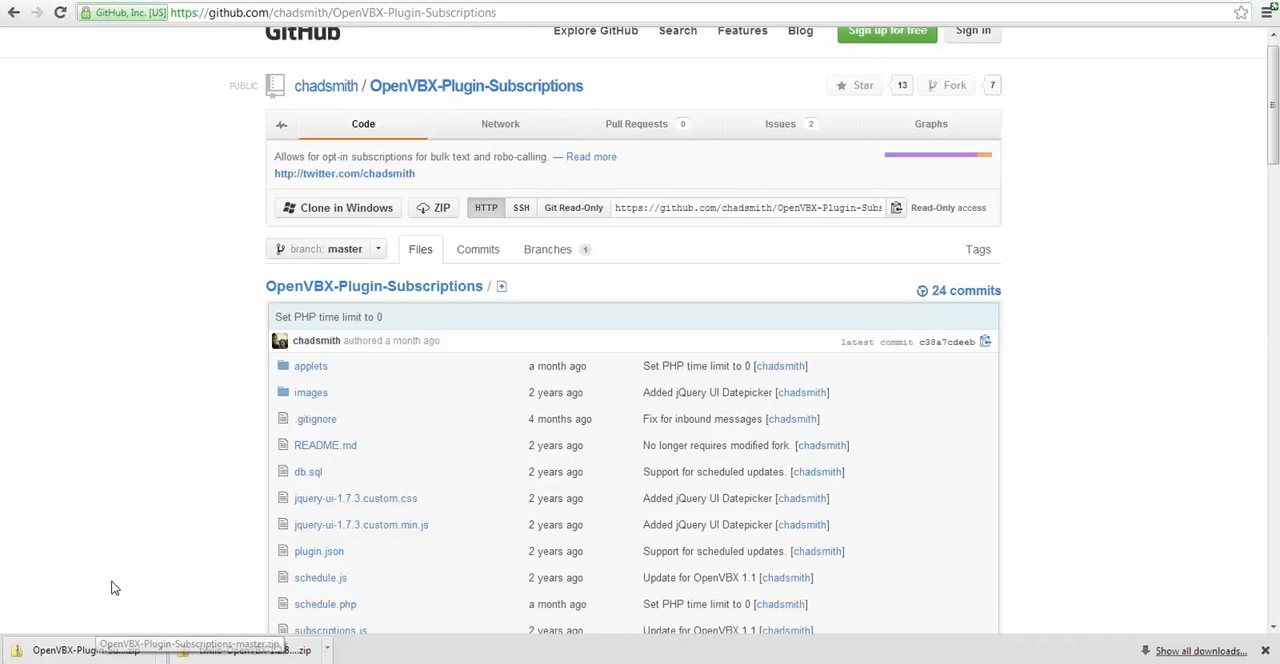 GitHub, Inc. [US] https://github.com/chadsmith/OpenVBX-Plugin-Subscriptions
GitHub Explore GitHub Search Features Blog Sign up for free Sign in
PUBLIC chadsmith / OpenVBX-Plugin-Subscriptions Star 13 Fork 7
Code Network Pull Requests 0 Issues 2 Graphs
Allows for opt-in subscriptions for bulk text and robo-calling. — Read more
http://twitter.com/chadsmith
Clone in Windows ZIP HTTP SSH Git Read-Only https://github.com/chadsmith/OpenVBX-Plugin-Subs Read-Only access
branch: master Files Commits Branches 1 Tags
OpenVBX-Plugin-Subscriptions / 24 commits
Set PHP time limit to 0
chadsmith authored a month ago latest commit c38a7cdeeb
applets a month ago Set PHP time limit to 0 [chadsmith]
images 2 years ago Added jQuery UI Datepicker [chadsmith]
.gitignore 4 months ago Fix for inbound messages [chadsmith]
README.md 2 years ago No longer requires modified fork. [chadsmith]
db.sql 2 years ago Support for scheduled updates. [chadsmith]
jquery-ui-1.7.3.custom.css 2 years ago Added jQuery UI Datepicker [chadsmith]
jquery-ui-1.7.3.custom.min.js 2 years ago Added jQuery UI Datepicker [chadsmith]
plugin.json 2 years ago Support for scheduled updates. [chadsmith]
schedule.js 2 years ago Update for OpenVBX 1.1 [chadsmith]
schedule.php a month ago Set PHP time limit to 0 [chadsmith]
subscriptions.js 2 years ago Update for OpenVBX 1.1 [chadsmith]
OpenVBX-Plugin-Subscriptions-master.zip
OpenVBX-Plugin-Su....zip Show all downloads...